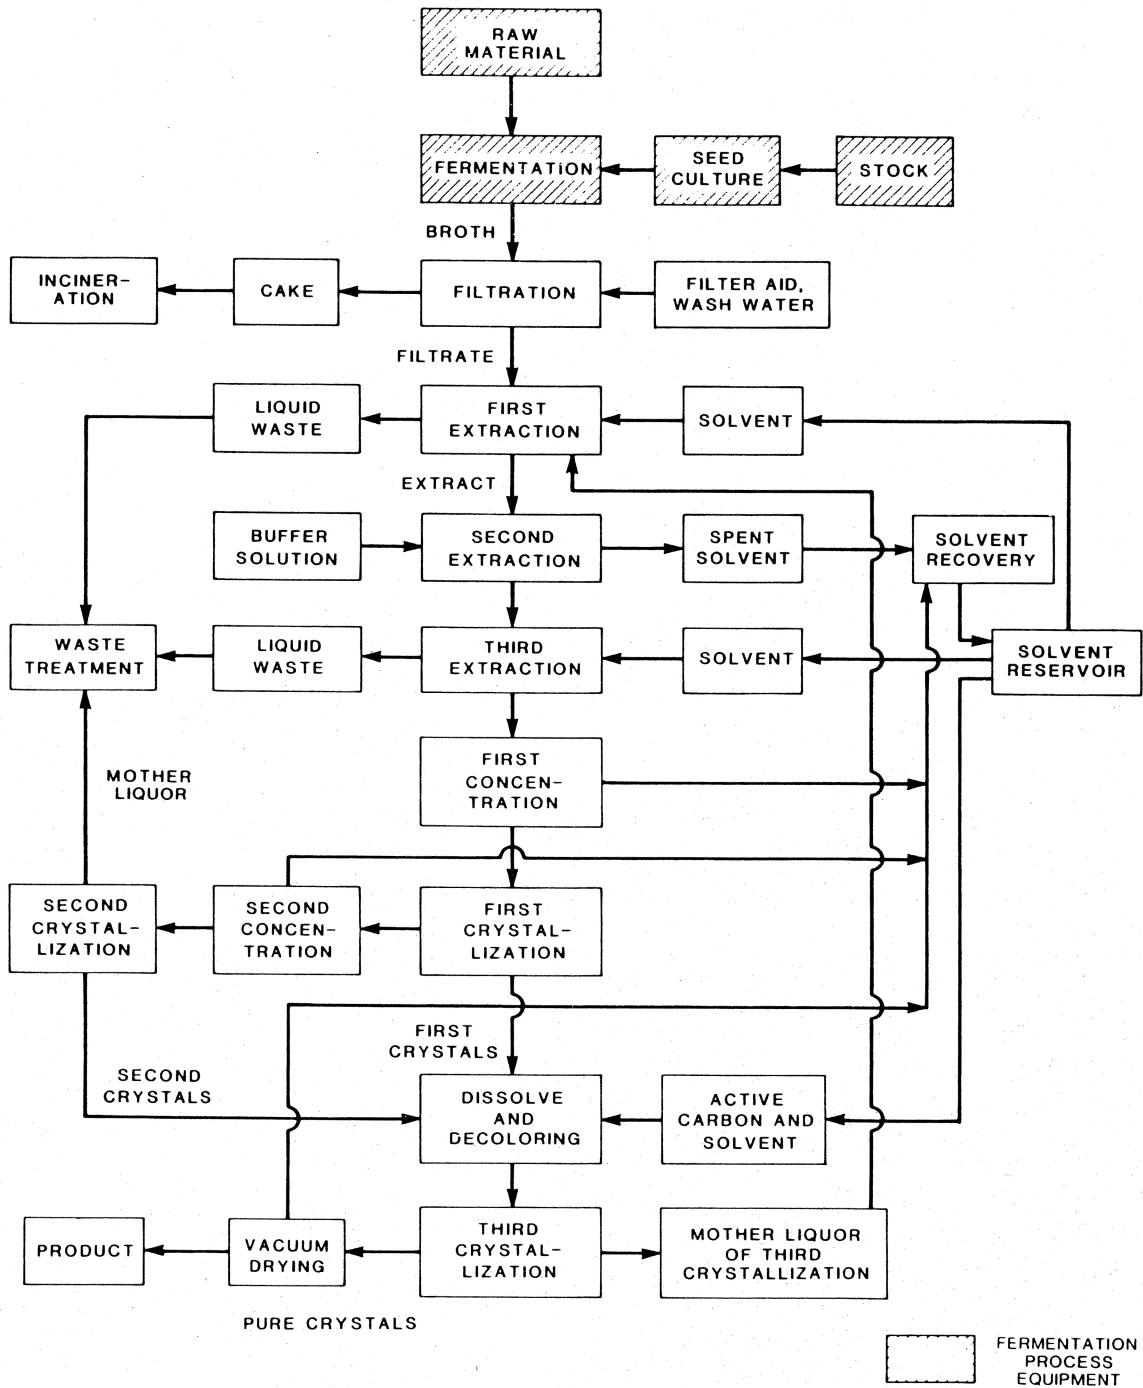 RAW
MATERIAL
FERMENTATION
SEED
CULTURE
STOCK
BROTH
INCINER-
ATION
CAKE
FILTRATION
FILTER AID,
WASH WATER
FILTRATE
LIQUID
WASTE
FIRST
EXTRACTION
SOLVENT
EXTRACT
BUFFER
SOLUTION
SECOND
EXTRACTION
SPENT
SOLVENT
SOLVENT
RECOVERY
WASTE
TREATMENT
LIQUID
WASTE
THIRD
EXTRACTION
SOLVENT
SOLVENT
RESERVOIR
FIRST
CONCEN-
TRATION
MOTHER
LIQUOR
SECOND
CRYSTAL-
LIZATION
SECOND
CONCEN-
TRATION
FIRST
CRYSTAL-
LIZATION
FIRST
CRYSTALS
SECOND
CRYSTALS
DISSOLVE
AND
DECOLORING
ACTIVE
CARBON AND
SOLVENT
PRODUCT
VACUUM
DRYING
THIRD
CRYSTAL-
LIZATION
MOTHER LIQUOR
OF THIRD
CRYSTALLIZATION
PURE CRYSTALS
FERMENTATION
PROCESS
EQUIPMENT